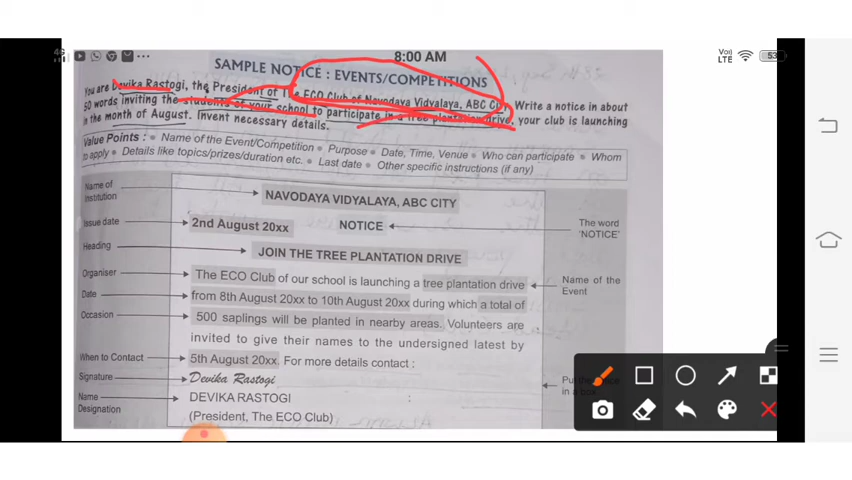 4G
8:00 AM
Vo)
LTE
53
SAMPLE NOTICE : EVENTS/COMPETITIONS
You are Devika Rastogi, the President of The ECO Club of Navodaya Vidyalaya, ABC City. Write a notice in about
50 words inviting the students of your school to participate in a tree plantation drive, your club is launching
in the month of August. Invent necessary details.
Value Points : • Name of the Event/Competition • Purpose • Date, Time, Venue • Who can participate • Whom
to apply • Details like topics/prizes/duration etc. • Last date • Other specific instructions (if any)
Name of
Institution
NAVODAYA VIDYALAYA, ABC CITY
Issue date
2nd August 20xx
NOTICE
The word
'NOTICE'
Heading
JOIN THE TREE PLANTATION DRIVE
Organiser
The ECO Club of our school is launching a tree plantation drive
Name of the
Event
Date
from 8th August 20xx to 10th August 20xx during which a total of
Occasion
500 saplings will be planted in nearby areas. Volunteers are
invited to give their names to the undersigned latest by
When to Contact
5th August 20xx. For more details contact :
Signature
Devika Rastogi
Name
DEVIKA RASTOGI
Designation
(President, The ECO Club)